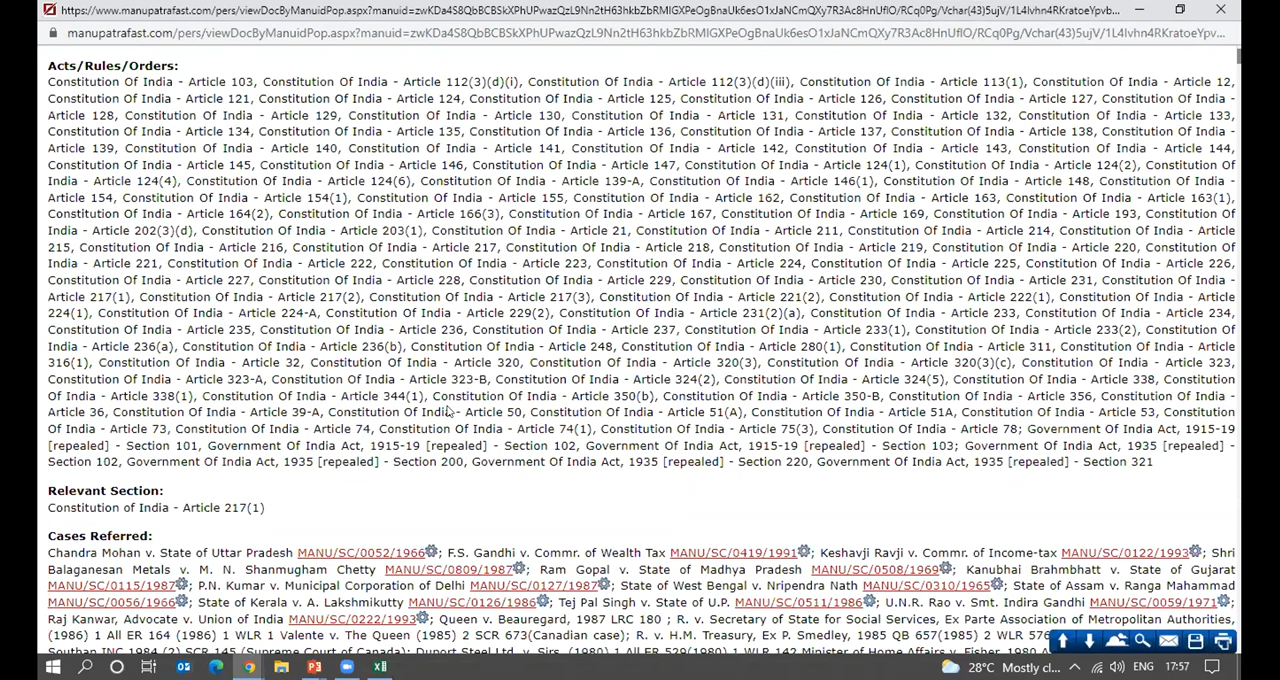 https://www.manupatrafast.com/pers/viewDocByManuidPop.aspx?manuid=zwKDa4S8QbBCBSkXPhUPwazQzL9Nn2tH63hkbZbRMIGXPeOgBnaUk6esO1xJaNCmQXy7R3Ac8HnUflO/RCq0Pg/Vchar(43)5ujV/1L4lvhn4RKratoeYpvb...
manupatrafast.com/pers/viewDocByManuidPop.aspx?manuid=zwKDa4S8QbBCBSkXPhUPwazQzL9Nn2tH63hkbZbRMIGXPeOgBnaUk6esO1xJaNCmQXy7R3Ac8HnUflO/RCq0Pg/Vchar(43)5ujV/1L4lvhn4RKratoeYpv...
Acts/Rules/Orders:
Constitution Of India - Article 103, Constitution Of India - Article 112(3)(d)(i), Constitution Of India - Article 112(3)(d)(iii), Constitution Of India - Article 113(1), Constitution Of India - Article 12,
Constitution Of India - Article 121, Constitution Of India - Article 124, Constitution Of India - Article 125, Constitution Of India - Article 126, Constitution Of India - Article 127, Constitution Of India -
Article 128, Constitution Of India - Article 129, Constitution Of India - Article 130, Constitution Of India - Article 131, Constitution Of India - Article 132, Constitution Of India - Article 133,
Constitution Of India - Article 134, Constitution Of India - Article 135, Constitution Of India - Article 136, Constitution Of India - Article 137, Constitution Of India - Article 138, Constitution Of India -
Article 139, Constitution Of India - Article 140, Constitution Of India - Article 141, Constitution Of India - Article 142, Constitution Of India - Article 143, Constitution Of India - Article 144,
Constitution Of India - Article 145, Constitution Of India - Article 146, Constitution Of India - Article 147, Constitution Of India - Article 124(1), Constitution Of India - Article 124(2), Constitution Of
India - Article 124(4), Constitution Of India - Article 124(6), Constitution Of India - Article 139-A, Constitution Of India - Article 146(1), Constitution Of India - Article 148, Constitution Of India -
Article 154, Constitution Of India - Article 154(1), Constitution Of India - Article 155, Constitution Of India - Article 162, Constitution Of India - Article 163, Constitution Of India - Article 163(1),
Constitution Of India - Article 164(2), Constitution Of India - Article 166(3), Constitution Of India - Article 167, Constitution Of India - Article 169, Constitution Of India - Article 193, Constitution Of
India - Article 202(3)(d), Constitution Of India - Article 203(1), Constitution Of India - Article 21, Constitution Of India - Article 211, Constitution Of India - Article 214, Constitution Of India - Article
215, Constitution Of India - Article 216, Constitution Of India - Article 217, Constitution Of India - Article 218, Constitution Of India - Article 219, Constitution Of India - Article 220, Constitution Of
India - Article 221, Constitution Of India - Article 222, Constitution Of India - Article 223, Constitution Of India - Article 224, Constitution Of India - Article 225, Constitution Of India - Article 226,
Constitution Of India - Article 227, Constitution Of India - Article 228, Constitution Of India - Article 229, Constitution Of India - Article 230, Constitution Of India - Article 231, Constitution Of India -
Article 217(1), Constitution Of India - Article 217(2), Constitution Of India - Article 217(3), Constitution Of India - Article 221(2), Constitution Of India - Article 222(1), Constitution Of India - Article
224(1), Constitution Of India - Article 224-A, Constitution Of India - Article 229(2), Constitution Of India - Article 231(2)(a), Constitution Of India - Article 233, Constitution Of India - Article 234,
Constitution Of India - Article 235, Constitution Of India - Article 236, Constitution Of India - Article 237, Constitution Of India - Article 233(1), Constitution Of India - Article 233(2), Constitution Of
India - Article 236(a), Constitution Of India - Article 236(b), Constitution Of India - Article 248, Constitution Of India - Article 280(1), Constitution Of India - Article 311, Constitution Of India - Article
316(1), Constitution Of India - Article 32, Constitution Of India - Article 320, Constitution Of India - Article 320(3), Constitution Of India - Article 320(3)(c), Constitution Of India - Article 323,
Constitution Of India - Article 323-A, Constitution Of India - Article 323-B, Constitution Of India - Article 324(2), Constitution Of India - Article 324(5), Constitution Of India - Article 338, Constitution
Of India - Article 338(1), Constitution Of India - Article 344(1), Constitution Of India - Article 350(b), Constitution Of India - Article 350-B, Constitution Of India - Article 356, Constitution Of India -
Article 36, Constitution Of India - Article 39-A, Constitution Of India - Article 50, Constitution Of India - Article 51(A), Constitution Of India - Article 51A, Constitution Of India - Article 53, Constitution
Of India - Article 73, Constitution Of India - Article 74, Constitution Of India - Article 74(1), Constitution Of India - Article 75(3), Constitution Of India - Article 78; Government Of India Act, 1915-19
[repealed] - Section 101, Government Of India Act, 1915-19 [repealed] - Section 102, Government Of India Act, 1915-19 [repealed] - Section 103; Government Of India Act, 1935 [repealed] -
Section 102, Government Of India Act, 1935 [repealed] - Section 200, Government Of India Act, 1935 [repealed] - Section 220, Government Of India Act, 1935 [repealed] - Section 321
Relevant Section:
Constitution of India - Article 217(1)
Cases Referred:
Chandra Mohan v. State of Uttar Pradesh MANU/SC/0052/1966; F.S. Gandhi v. Commr. of Wealth Tax MANU/SC/0419/1991; Keshavji Ravji v. Commr. of Income-tax MANU/SC/0122/1993; Shri
Balaganesan Metals v. M. N. Shanmugham Chetty MANU/SC/0809/1987; Ram Gopal v. State of Madhya Pradesh MANU/SC/0508/1969; Kanubhai Brahmbhatt v. State of Gujarat
MANU/SC/0115/1987; P.N. Kumar v. Municipal Corporation of Delhi MANU/SC/0127/1987; State of West Bengal v. Nripendra Nath MANU/SC/0310/1965; State of Assam v. Ranga Mahammad
MANU/SC/0056/1966; State of Kerala v. A. Lakshmikutty MANU/SC/0126/1986; Tej Pal Singh v. State of U.P. MANU/SC/0511/1986; U.N.R. Rao v. Smt. Indira Gandhi MANU/SC/0059/1971;
Raj Kanwar, Advocate v. Union of India MANU/SC/0222/1993; Queen v. Beauregard, 1987 LRC 180 ; R. v. Secretary of State for Social Services, Ex Parte Association of Metropolitan Authorities,
(1986) 1 All ER 164 (1986) 1 WLR 1 Valente v. The Queen (1985) 2 SCR 673(Canadian case); R. v. H.M. Treasury, Ex P. Smedley, 1985 QB 657(1985) 2 WLR 576
Southan INC 1984 (2) SCR 145 (Supreme Court of Canada); Duport Steel Ltd. v. Sirs, (1980) 1 All ER 529(1980) 1 WLR 142 Minister of Home Affairs v. Fisher, 1980 A
28°C Mostly cl... ENG 17:57